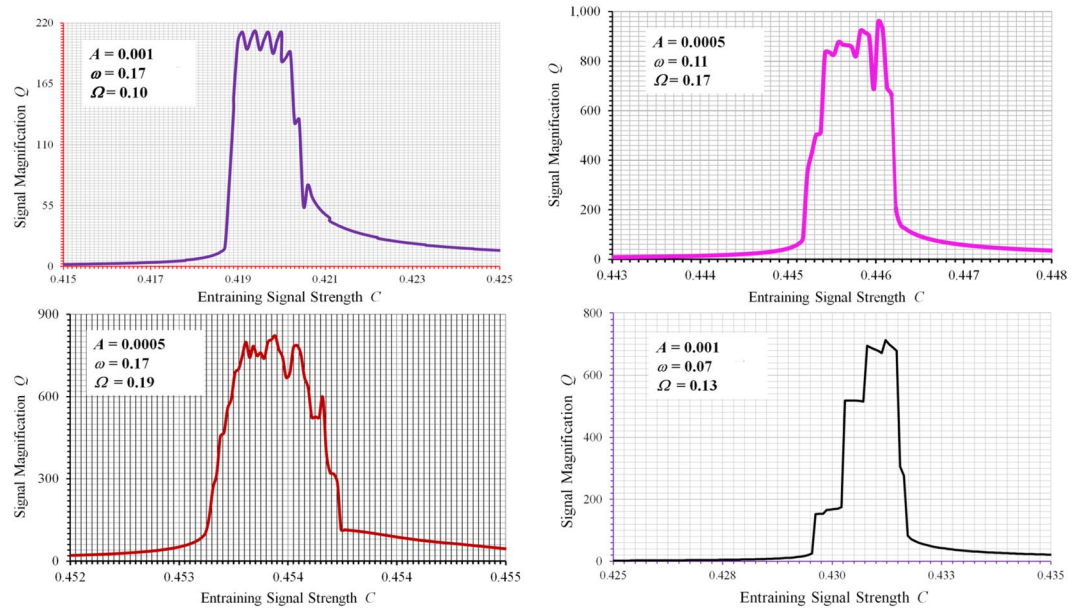 220
165
110
55
0
Signal Magnification Q
A = 0.001
ω = 0.17
Ω = 0.10
0.415 0.417 0.419 0.421 0.423 0.425
Entraining Signal Strength C
1,000
800
600
400
200
0
Signal Magnification Q
A = 0.0005
ω = 0.11
Ω = 0.17
0.443 0.444 0.445 0.446 0.447 0.448
Entraining Signal Strength C
900
600
300
0
Signal Magnification Q
A = 0.0005
ω = 0.17
Ω = 0.19
0.452 0.453 0.454 0.454 0.455
Entraining Signal Strength C
800
600
400
200
0
Signal Magnification Q
A = 0.001
ω = 0.07
Ω = 0.13
0.425 0.428 0.430 0.433 0.435
Entraining Signal Strength C